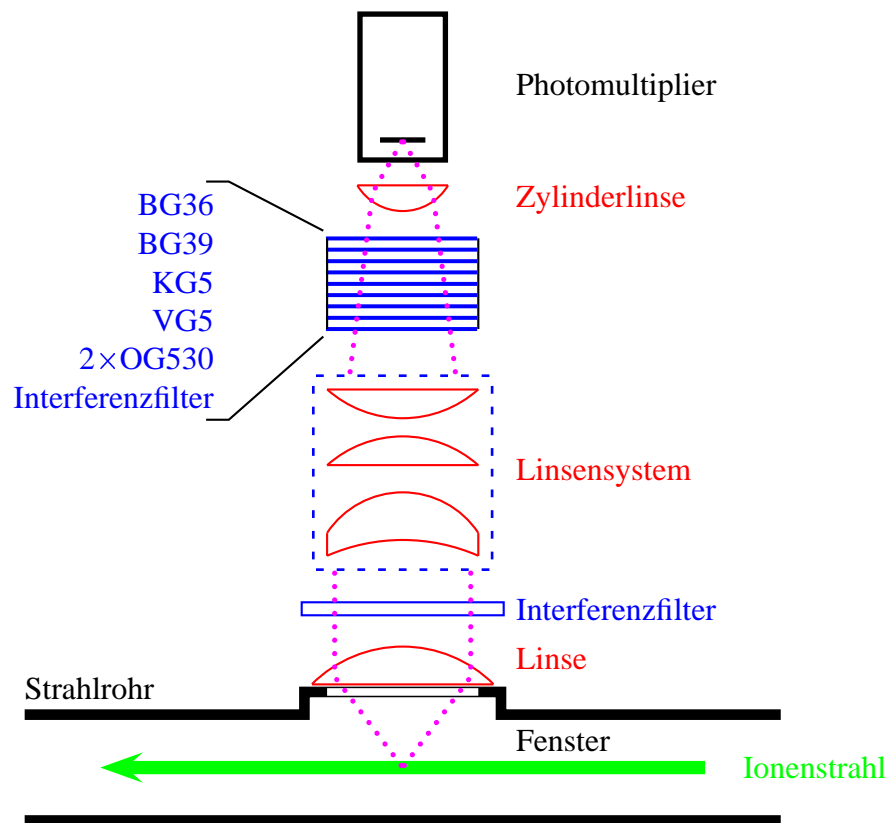 Photomultiplier
Zylinderlinse
BG36
BG39
KG5
VG5
2×OG530
Interferenzfilter
Linsensystem
Interferenzfilter
Linse
Strahlrohr
Fenster
Ionenstrahl